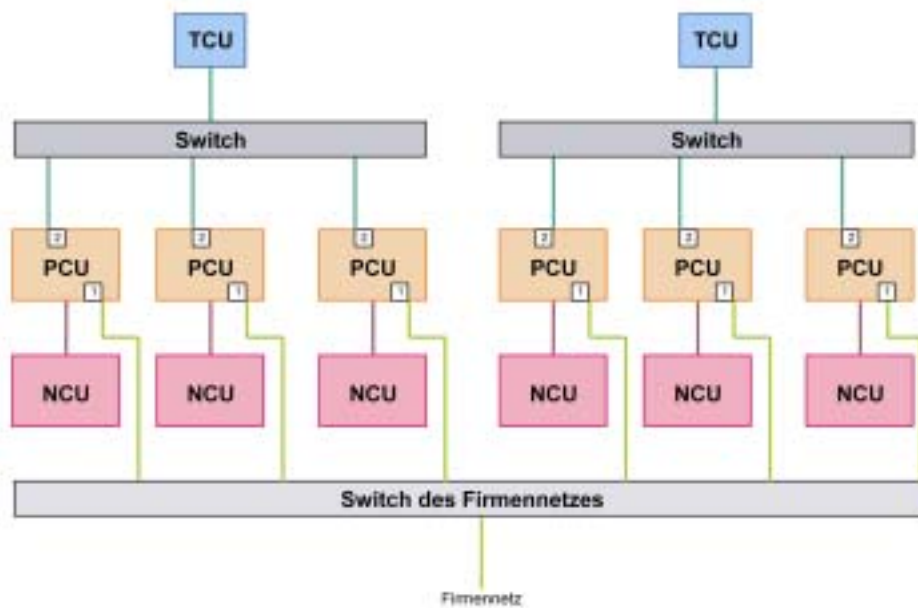 TCU TCU
Switch Switch
2 2 2 2 2 2
PCU PCU PCU PCU PCU PCU
1 1 1 1 1 1
NCU NCU NCU NCU NCU NCU
Switch des Firmennetzes
Firmennetz